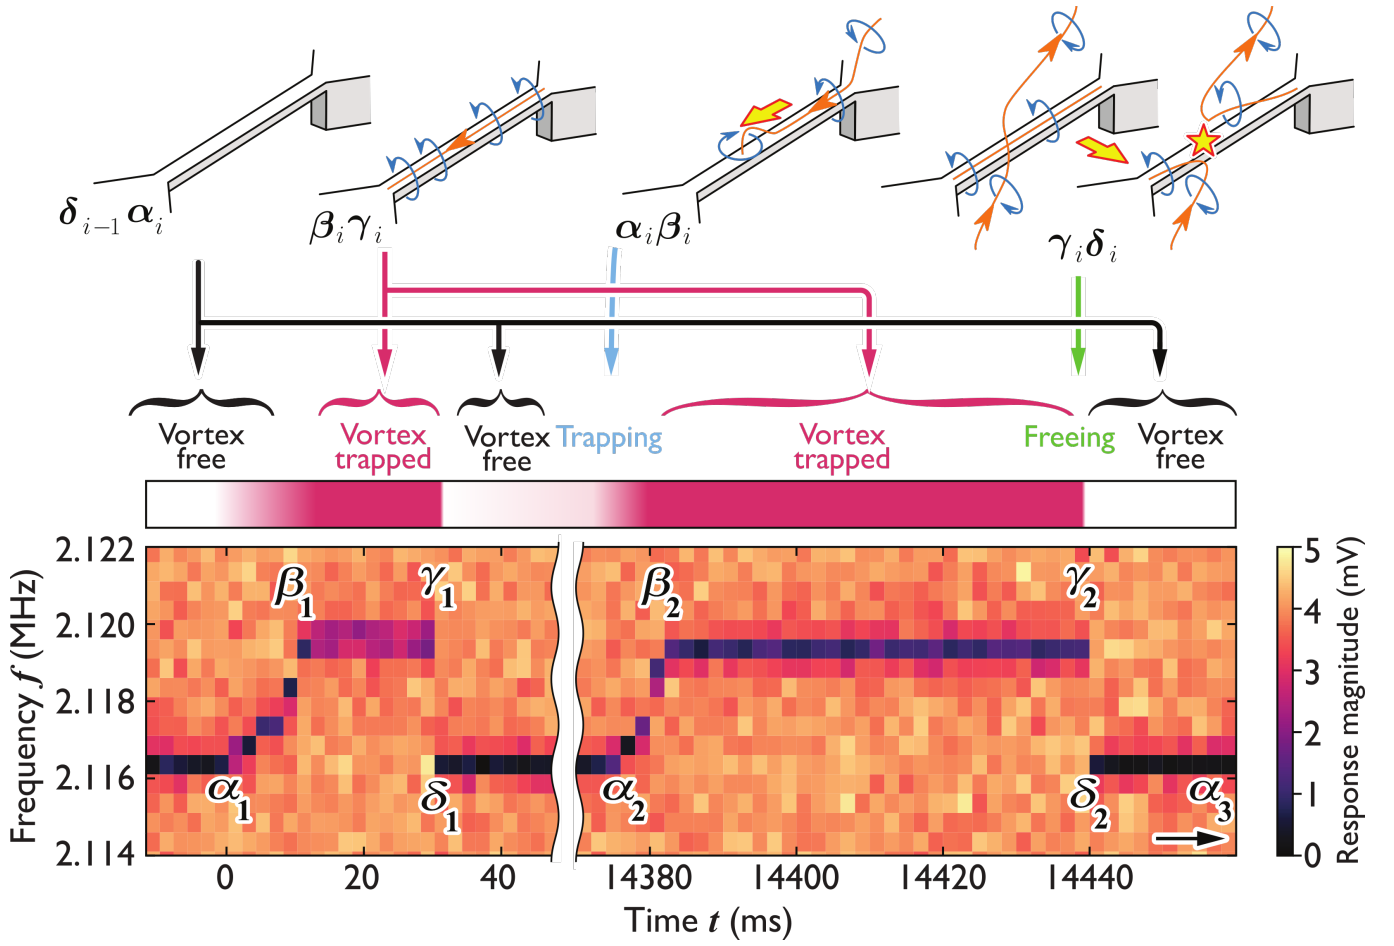 δi−1αi
βiγi
αiβi
γiδi
Vortex
free
Vortex
trapped
Vortex
free
Trapping
Vortex
trapped
Freeing
Vortex
free
2.122
2.120
2.118
2.116
2.114
Frequency f (MHz)
β1
γ1
β2
γ2
α1
δ1
α2
δ2
α3
0
20
40
14380
14400
14420
14440
Time t (ms)
5
4
3
2
1
0
Response magnitude (mV)